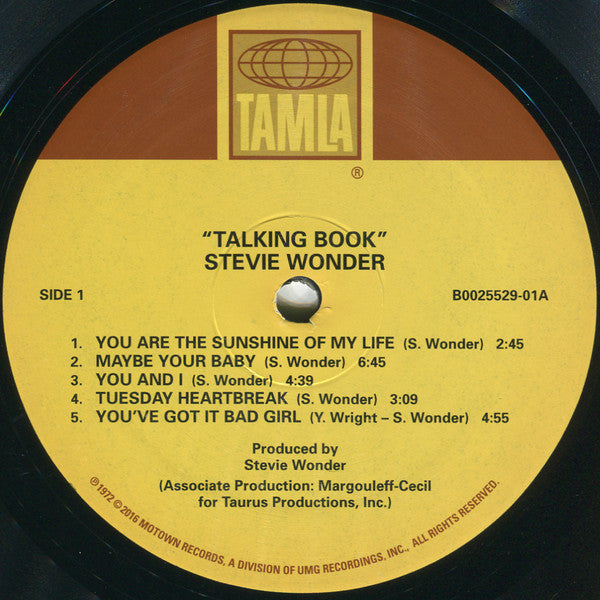 TAMLA
®
“TALKING BOOK”
STEVIE WONDER
SIDE 1
B0025529-01A
1. YOU ARE THE SUNSHINE OF MY LIFE (S. Wonder) 2:45
2. MAYBE YOUR BABY (S. Wonder) 6:45
3. YOU AND I (S. Wonder) 4:39
4. TUESDAY HEARTBREAK (S. Wonder) 3:09
5. YOU’VE GOT IT BAD GIRL (Y. Wright – S. Wonder) 4:55
Produced by
Stevie Wonder
(Associate Production: Margouleff-Cecil
for Taurus Productions, Inc.)
℗1972 ©2016 MOTOWN RECORDS, A DIVISION OF UMG RECORDINGS, INC., ALL RIGHTS RESERVED.